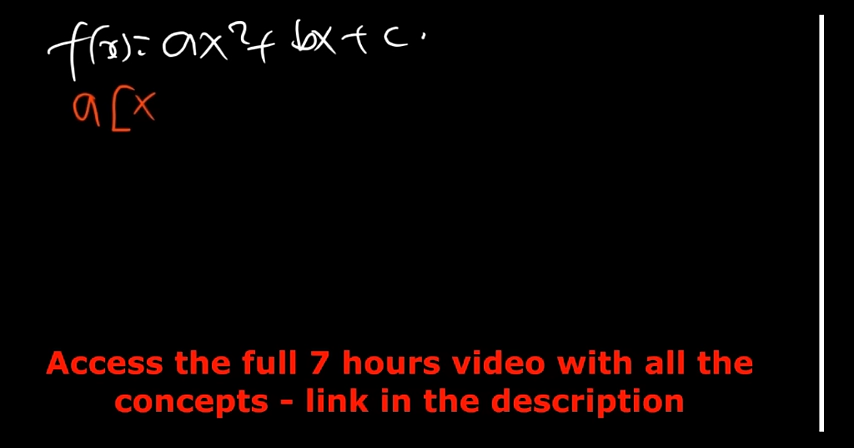 f(x)= ax²+ bx + c.
a [x
Access the full 7 hours video with all the
concepts - link in the description